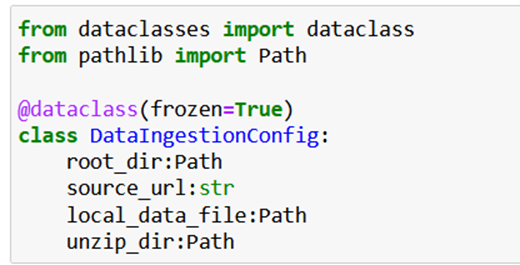 from dataclasses import dataclass
from pathlib import Path
@dataclass(frozen=True)
class DataIngestionConfig:
    root_dir:Path
    source_url:str
    local_data_file:Path
    unzip_dir:Path